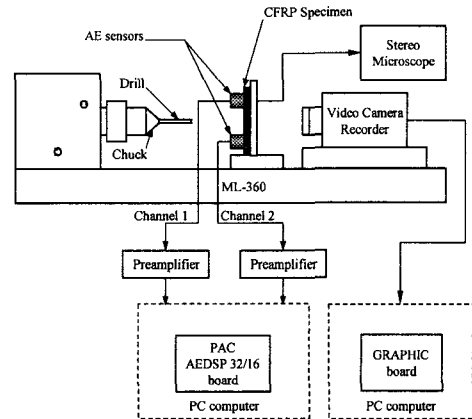 CFRP Specimen
AE sensors
Stereo
Microscope
Drill
Video Camera
Recorder
Chuck
ML-360
Channel 1
Channel 2
Preamplifier
Preamplifier
PAC
AEDSP 32/16
board
GRAPHIC
board
PC computer
PC computer